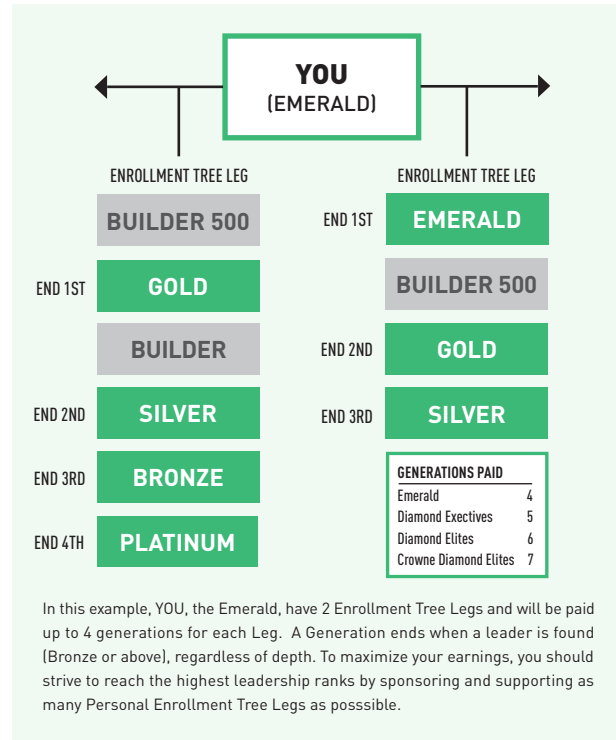 YOU
(EMERALD)
ENROLLMENT TREE LEG
BUILDER 500
END 1ST
GOLD
BUILDER
END 2ND
SILVER
END 3RD
BRONZE
END 4TH
PLATINUM
ENROLLMENT TREE LEG
END 1ST
EMERALD
BUILDER 500
END 2ND
GOLD
END 3RD
SILVER
GENERATIONS PAID
Emerald 4
Diamond Exectives 5
Diamond Elites 6
Crowne Diamond Elites 7
In this example, YOU, the Emerald, have 2 Enrollment Tree Legs and will be paid
up to 4 generations for each Leg. A Generation ends when a leader is found
(Bronze or above), regardless of depth. To maximize your earnings, you should
strive to reach the highest leadership ranks by sponsoring and supporting as
many Personal Enrollment Tree Legs as posssible.